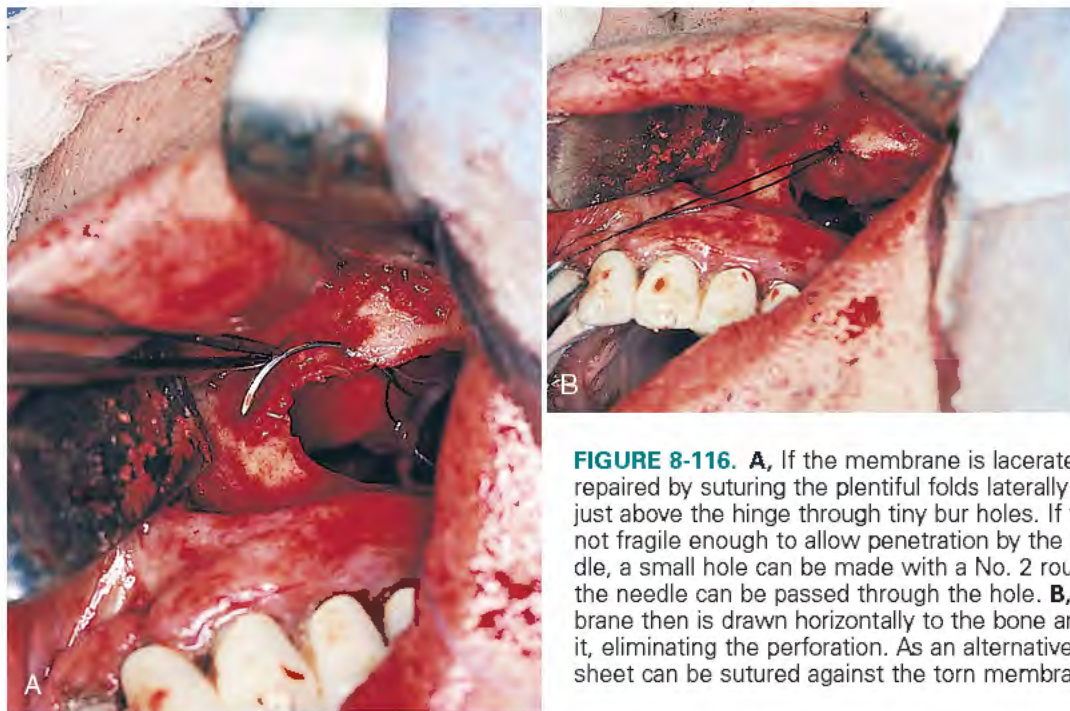 A
B
FIGURE 8-116. A, If the membrane is lacerate
repaired by suturing the plentiful folds laterally
just above the hinge through tiny bur holes. If
not fragile enough to allow penetration by the
dle, a small hole can be made with a No. 2 rou
the needle can be passed through the hole. B,
brane then is drawn horizontally to the bone an
it, eliminating the perforation. As an alternative
sheet can be sutured against the torn membra